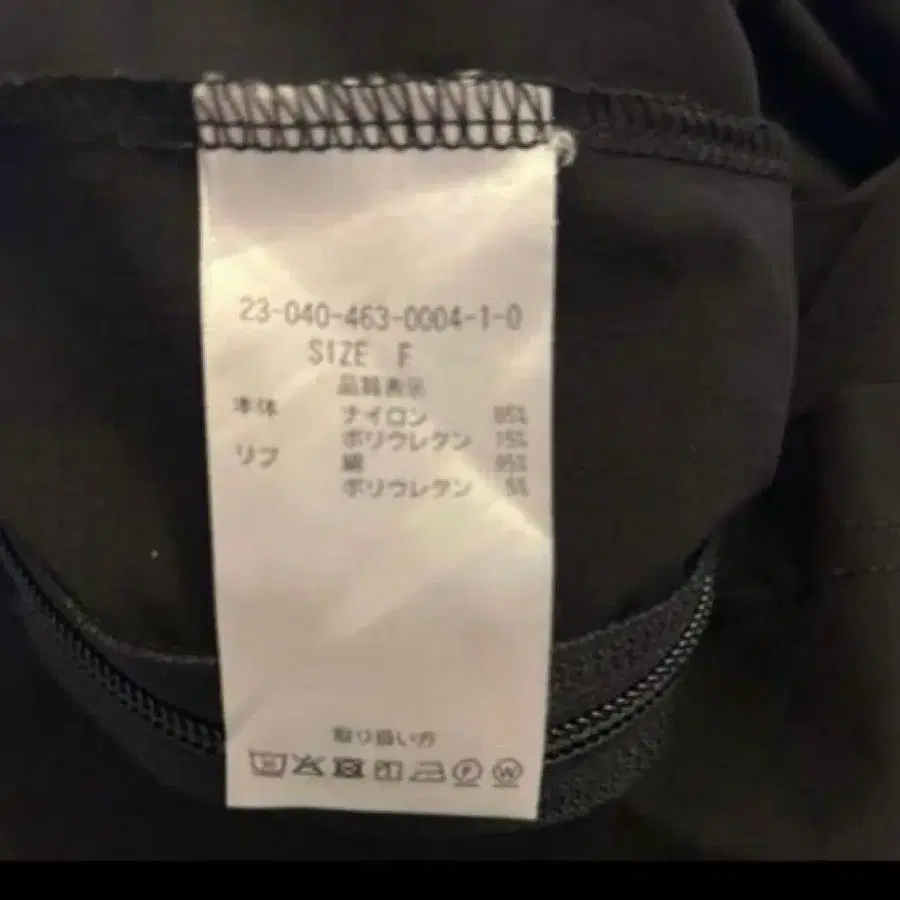 23-040-463-0004-1-0
SIZE F
品質表示
本体 ナイロン 85%
ポリウレタン 15%
リブ 綿 95%
ポリウレタン 5%
取り扱い方
F W